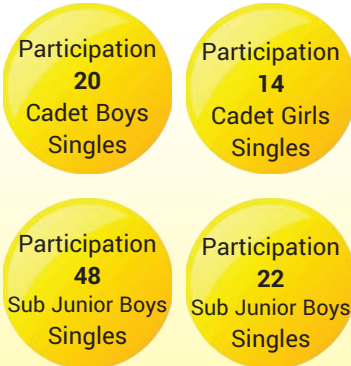 Participation
20
Cadet Boys
Singles
Participation
14
Cadet Girls
Singles
Participation
48
Sub Junior Boys
Singles
Participation
22
Sub Junior Boys
Singles